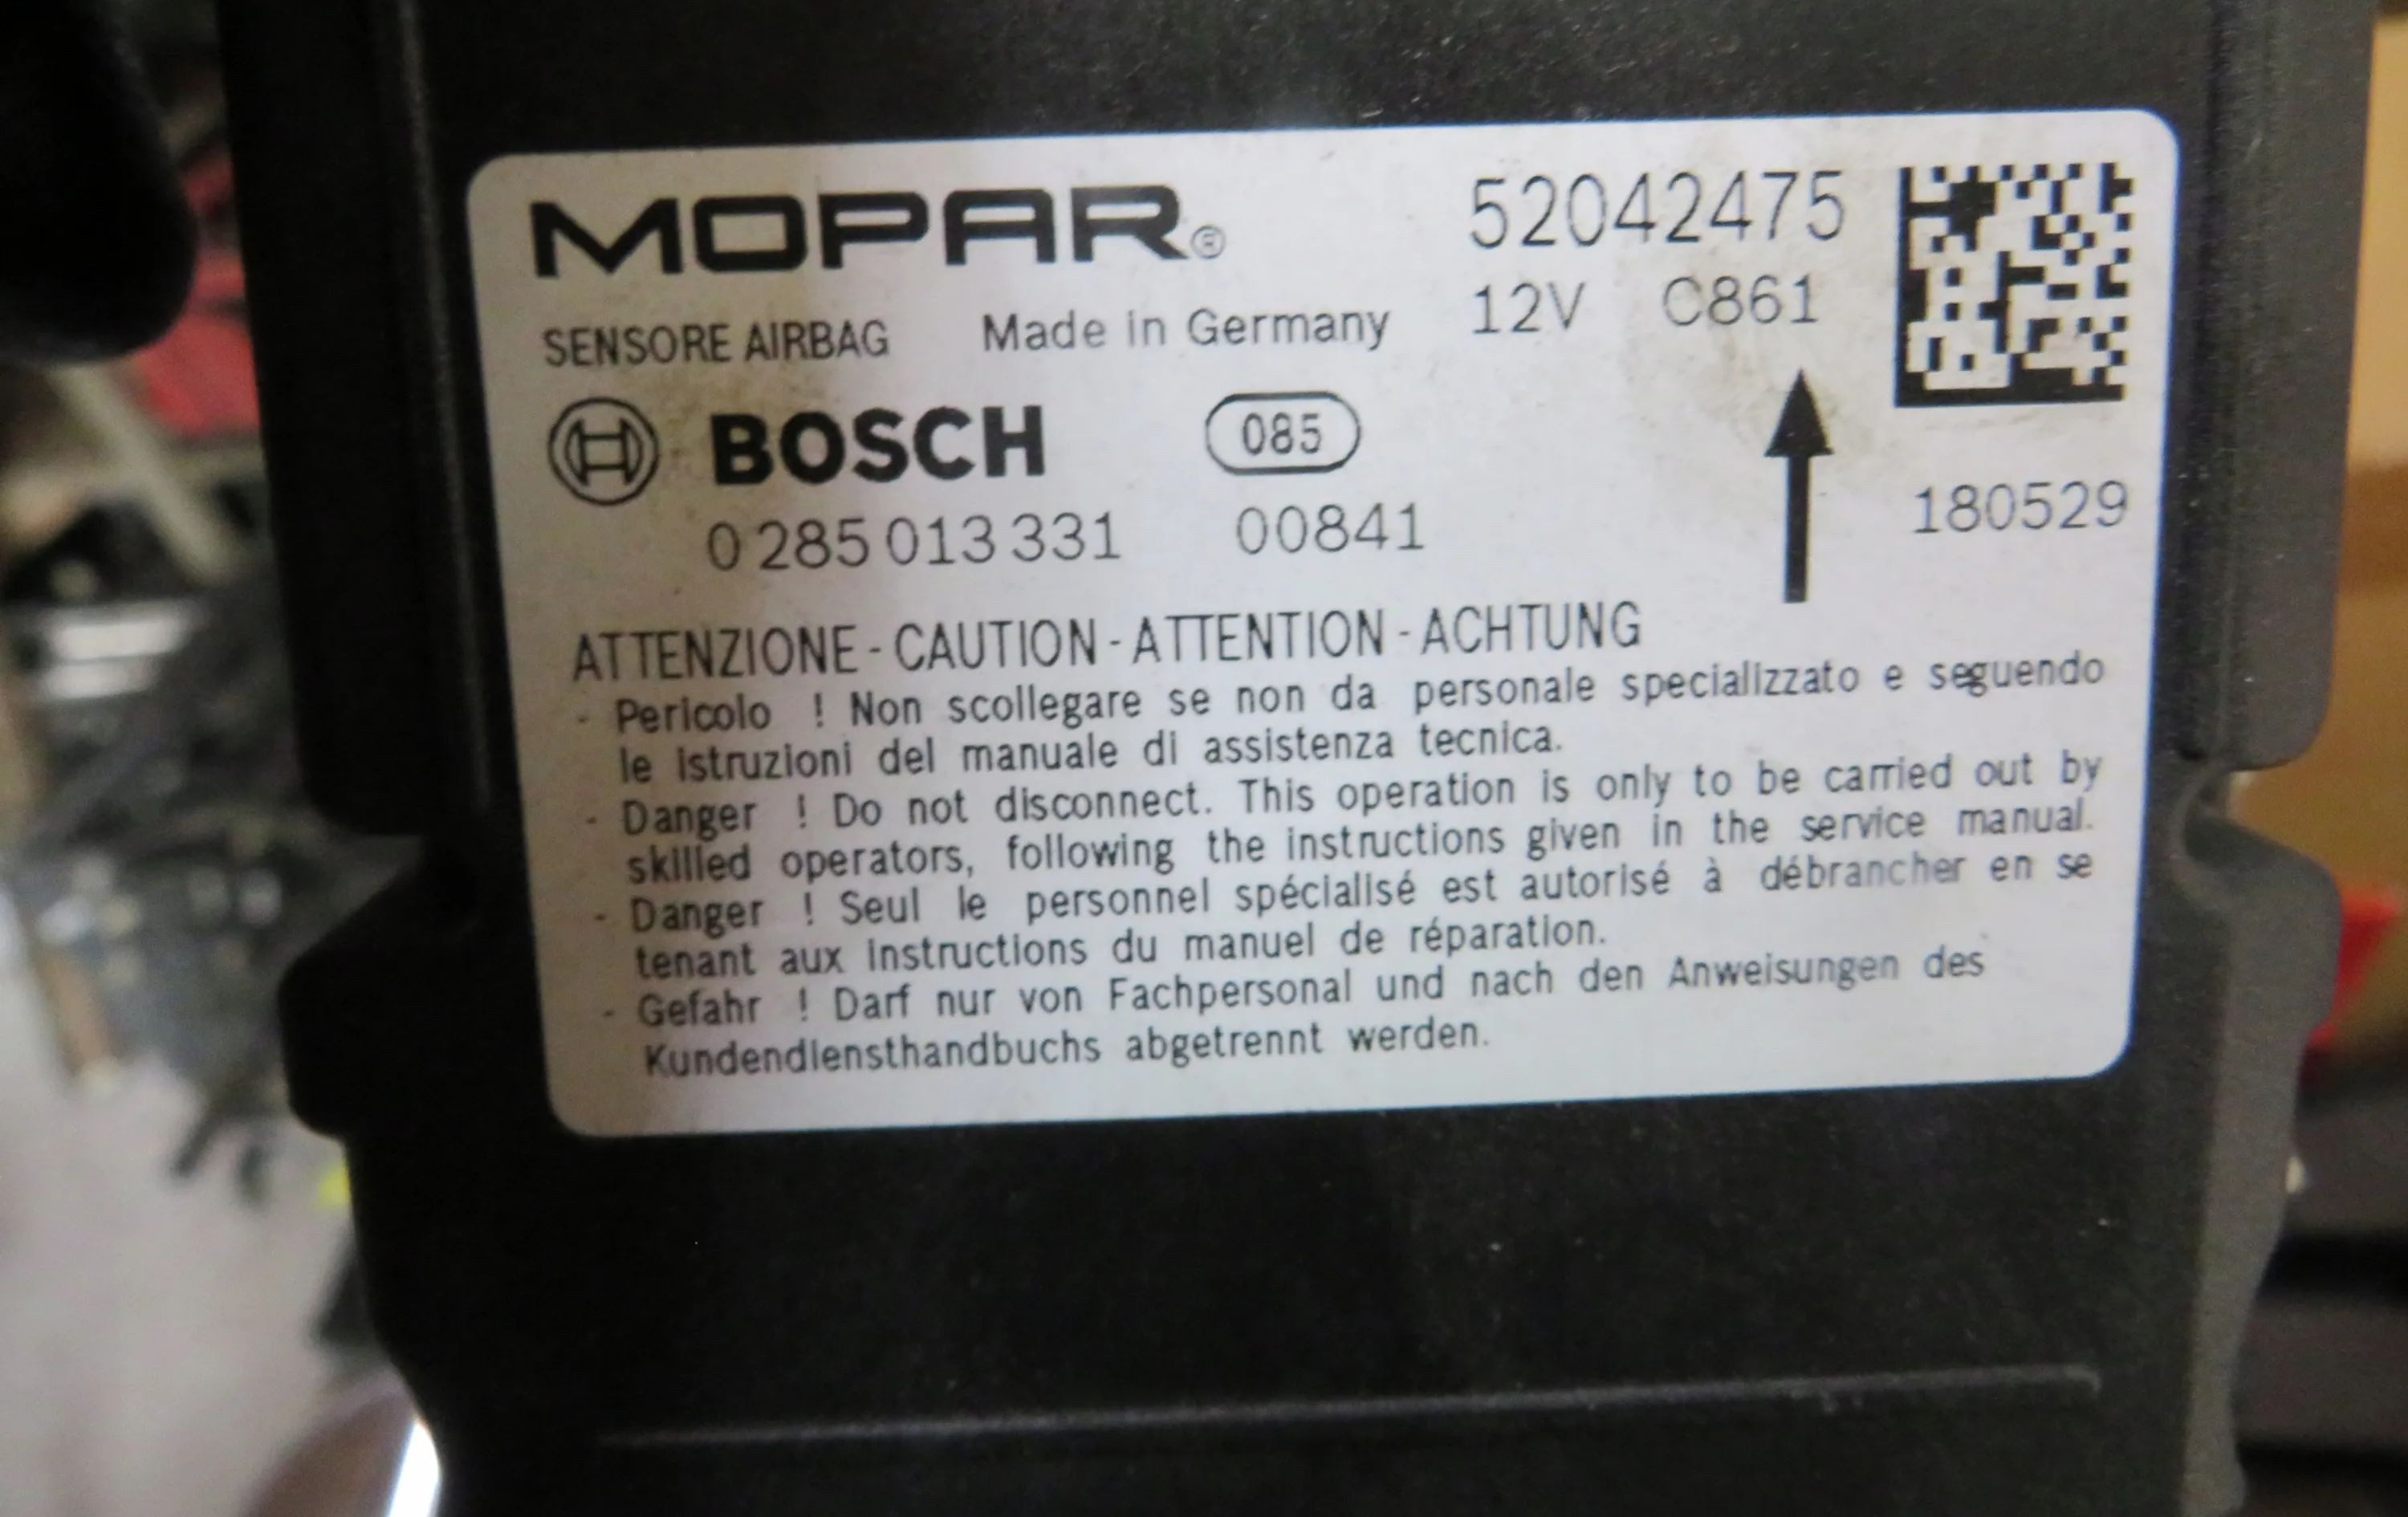 MOPAR® 52042475
SENSORE AIRBAG Made in Germany 12V C861
BOSCH 085
0 285 013 331 00841 180529
ATTENZIONE - CAUTION - ATTENTION - ACHTUNG
- Pericolo ! Non scollegare se non da personale specializzato e seguendo
le istruzioni del manuale di assistenza tecnica.
- Danger ! Do not disconnect. This operation is only to be carried out by
skilled operators, following the instructions given in the service manual.
- Danger ! Seul le personnel spécialisé est autorisé à débrancher en se
tenant aux instructions du manuel de réparation.
- Gefahr ! Darf nur von Fachpersonal und nach den Anweisungen des
Kundendiensthandbuchs abgetrennt werden.